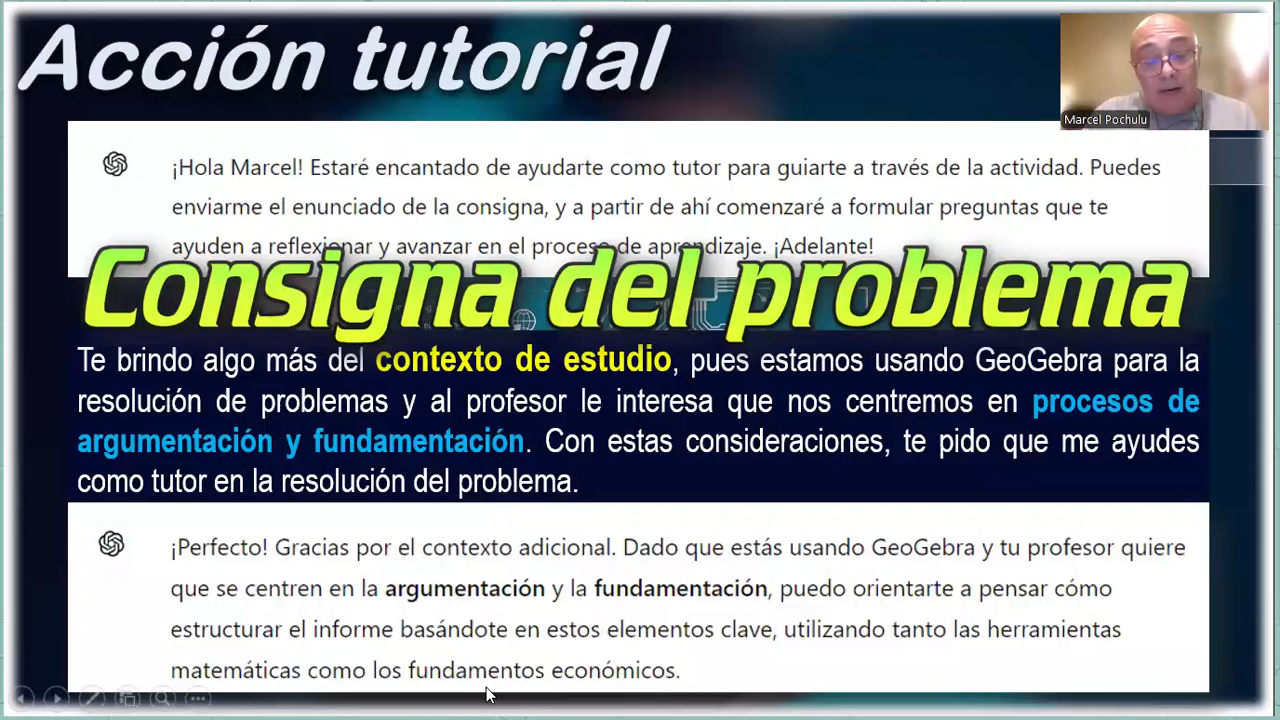 Acción tutorial
Marcel Pochulu
¡Hola Marcel! Estaré encantado de ayudarte como tutor para guiarte a través de la actividad. Puedes
enviarme el enunciado de la consigna, y a partir de ahí comenzaré a formular preguntas que te
ayuden a reflexionar y avanzar en el proceso de aprendizaje. ¡Adelante!
Consigna del problema
Te brindo algo más del contexto de estudio, pues estamos usando GeoGebra para la
resolución de problemas y al profesor le interesa que nos centremos en procesos de
argumentación y fundamentación. Con estas consideraciones, te pido que me ayudes
como tutor en la resolución del problema.
¡Perfecto! Gracias por el contexto adicional. Dado que estás usando GeoGebra y tu profesor quiere
que se centren en la argumentación y la fundamentación, puedo orientarte a pensar cómo
estructurar el informe basándote en estos elementos clave, utilizando tanto las herramientas
matemáticas como los fundamentos económicos.